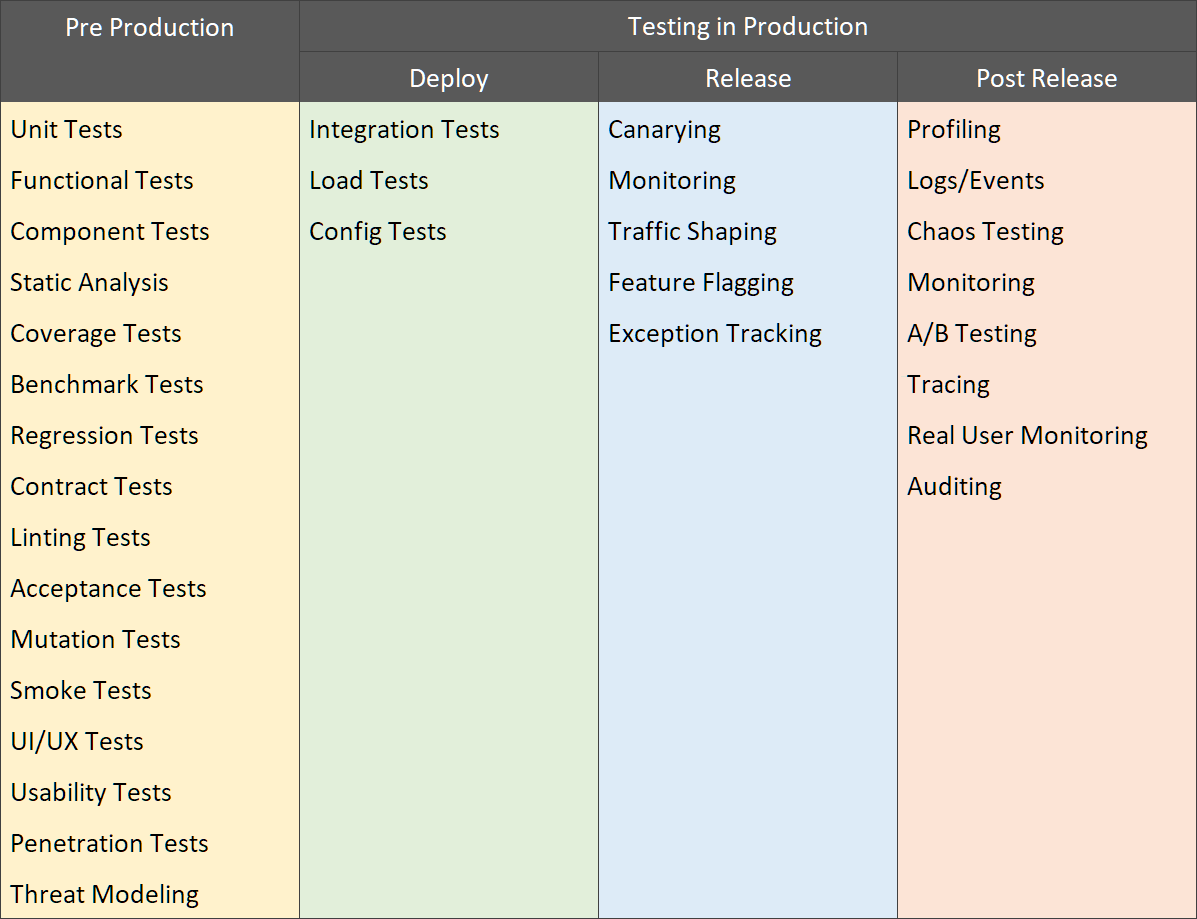 Pre Production
Testing in Production
Deploy
Release
Post Release
Unit Tests
Functional Tests
Component Tests
Static Analysis
Coverage Tests
Benchmark Tests
Regression Tests
Contract Tests
Linting Tests
Acceptance Tests
Mutation Tests
Smoke Tests
UI/UX Tests
Usability Tests
Penetration Tests
Threat Modeling
Integration Tests
Load Tests
Config Tests
Canarying
Monitoring
Traffic Shaping
Feature Flagging
Exception Tracking
Profiling
Logs/Events
Chaos Testing
Monitoring
A/B Testing
Tracing
Real User Monitoring
Auditing